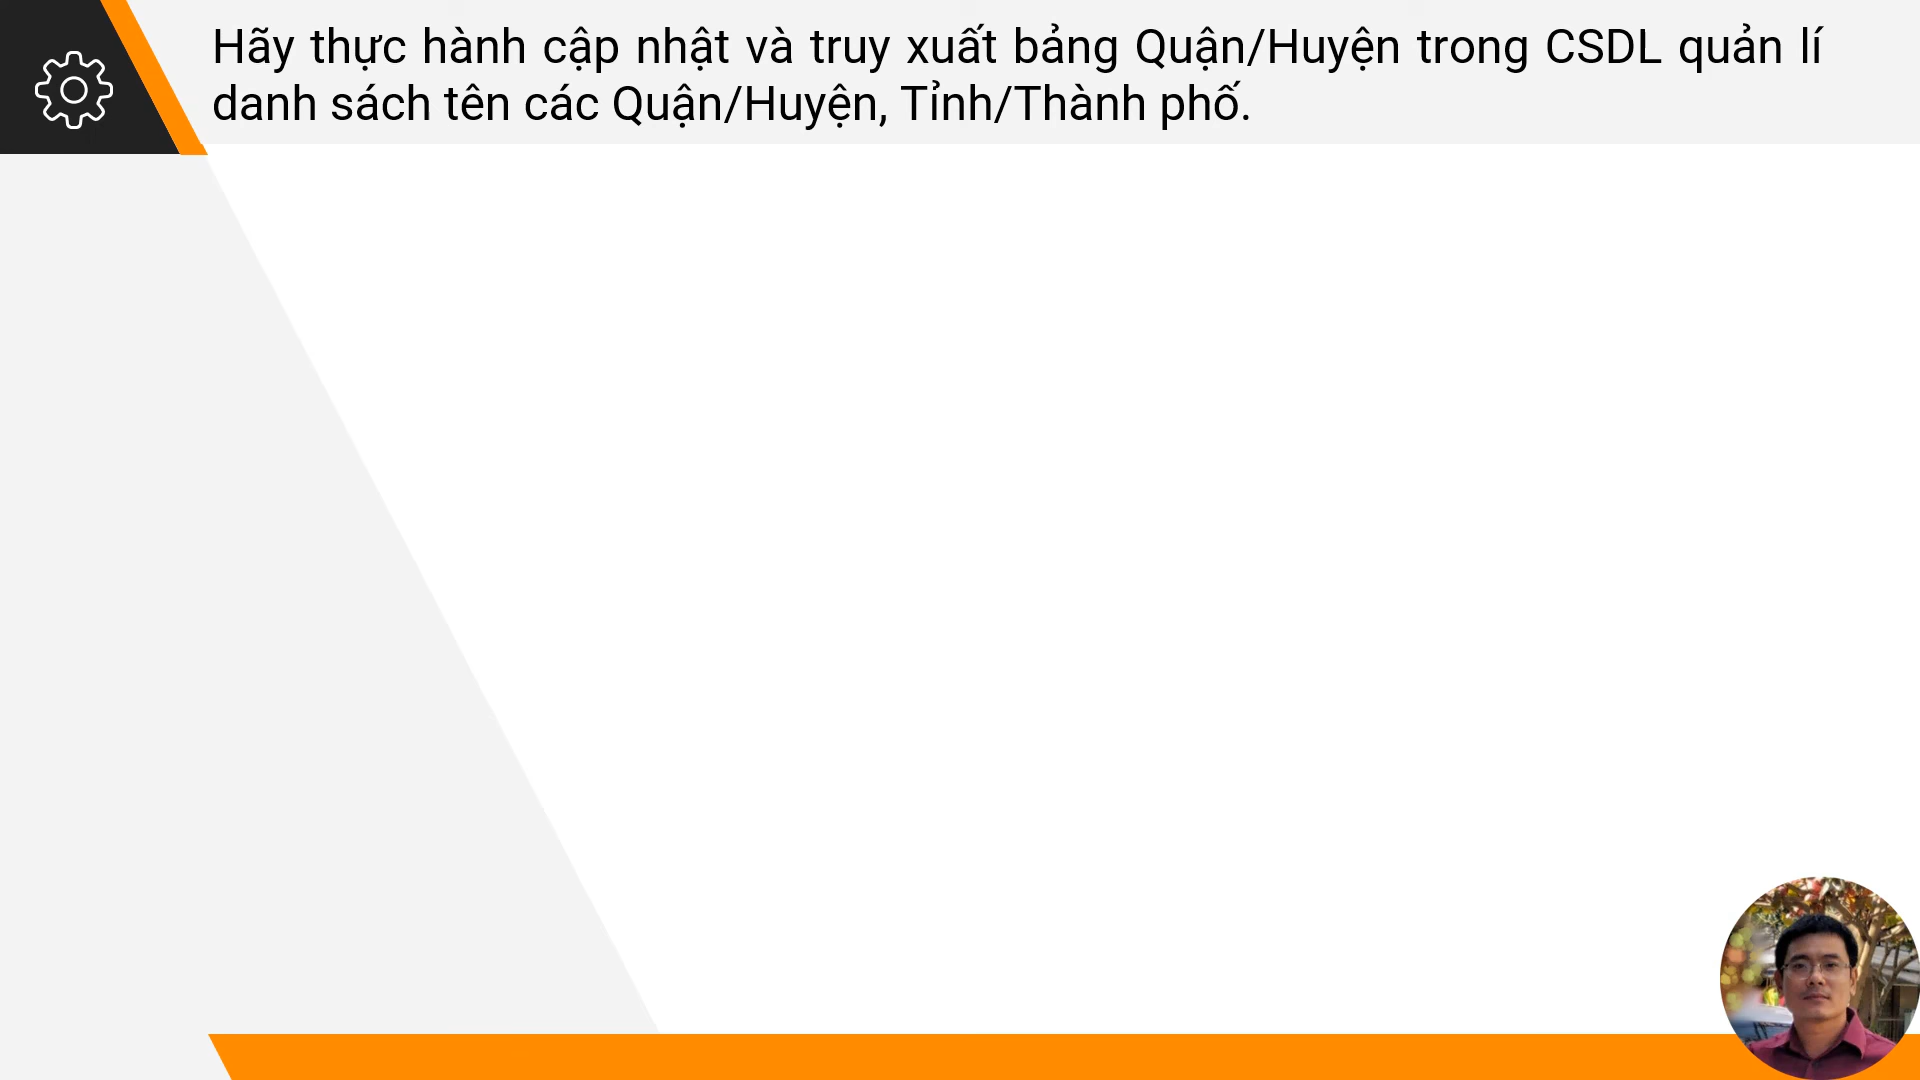 Hãy thực hành cập nhật và truy xuất bảng Quận/Huyện trong CSDL quản lí
danh sách tên các Quận/Huyện, Tỉnh/Thành phố.